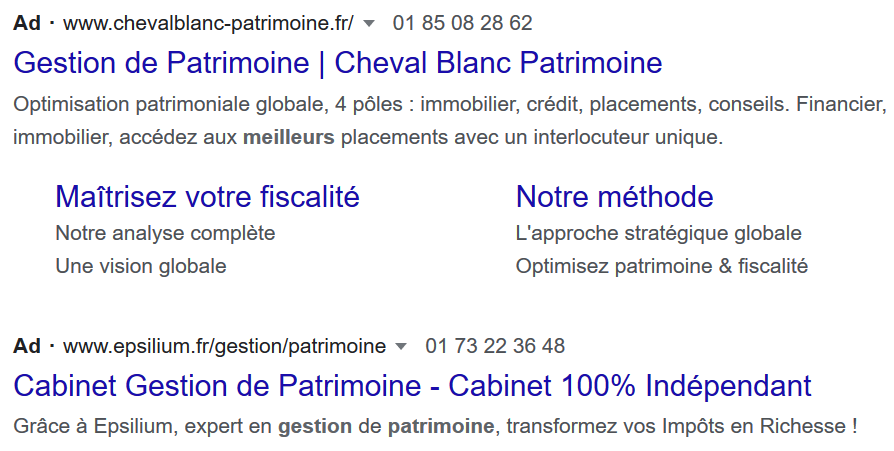 Ad · www.chevalblanc-patrimoine.fr/ 01 85 08 28 62
Gestion de Patrimoine | Cheval Blanc Patrimoine
Optimisation patrimoniale globale, 4 pôles : immobilier, crédit, placements, conseils. Financier,
immobilier, accédez aux meilleurs placements avec un interlocuteur unique.
Maîtrisez votre fiscalité
Notre analyse complète
Une vision globale
Notre méthode
L'approche stratégique globale
Optimisez patrimoine & fiscalité
Ad · www.epsilium.fr/gestion/patrimoine 01 73 22 36 48
Cabinet Gestion de Patrimoine - Cabinet 100% Indépendant
Grâce à Epsilium, expert en gestion de patrimoine, transformez vos Impôts en Richesse !